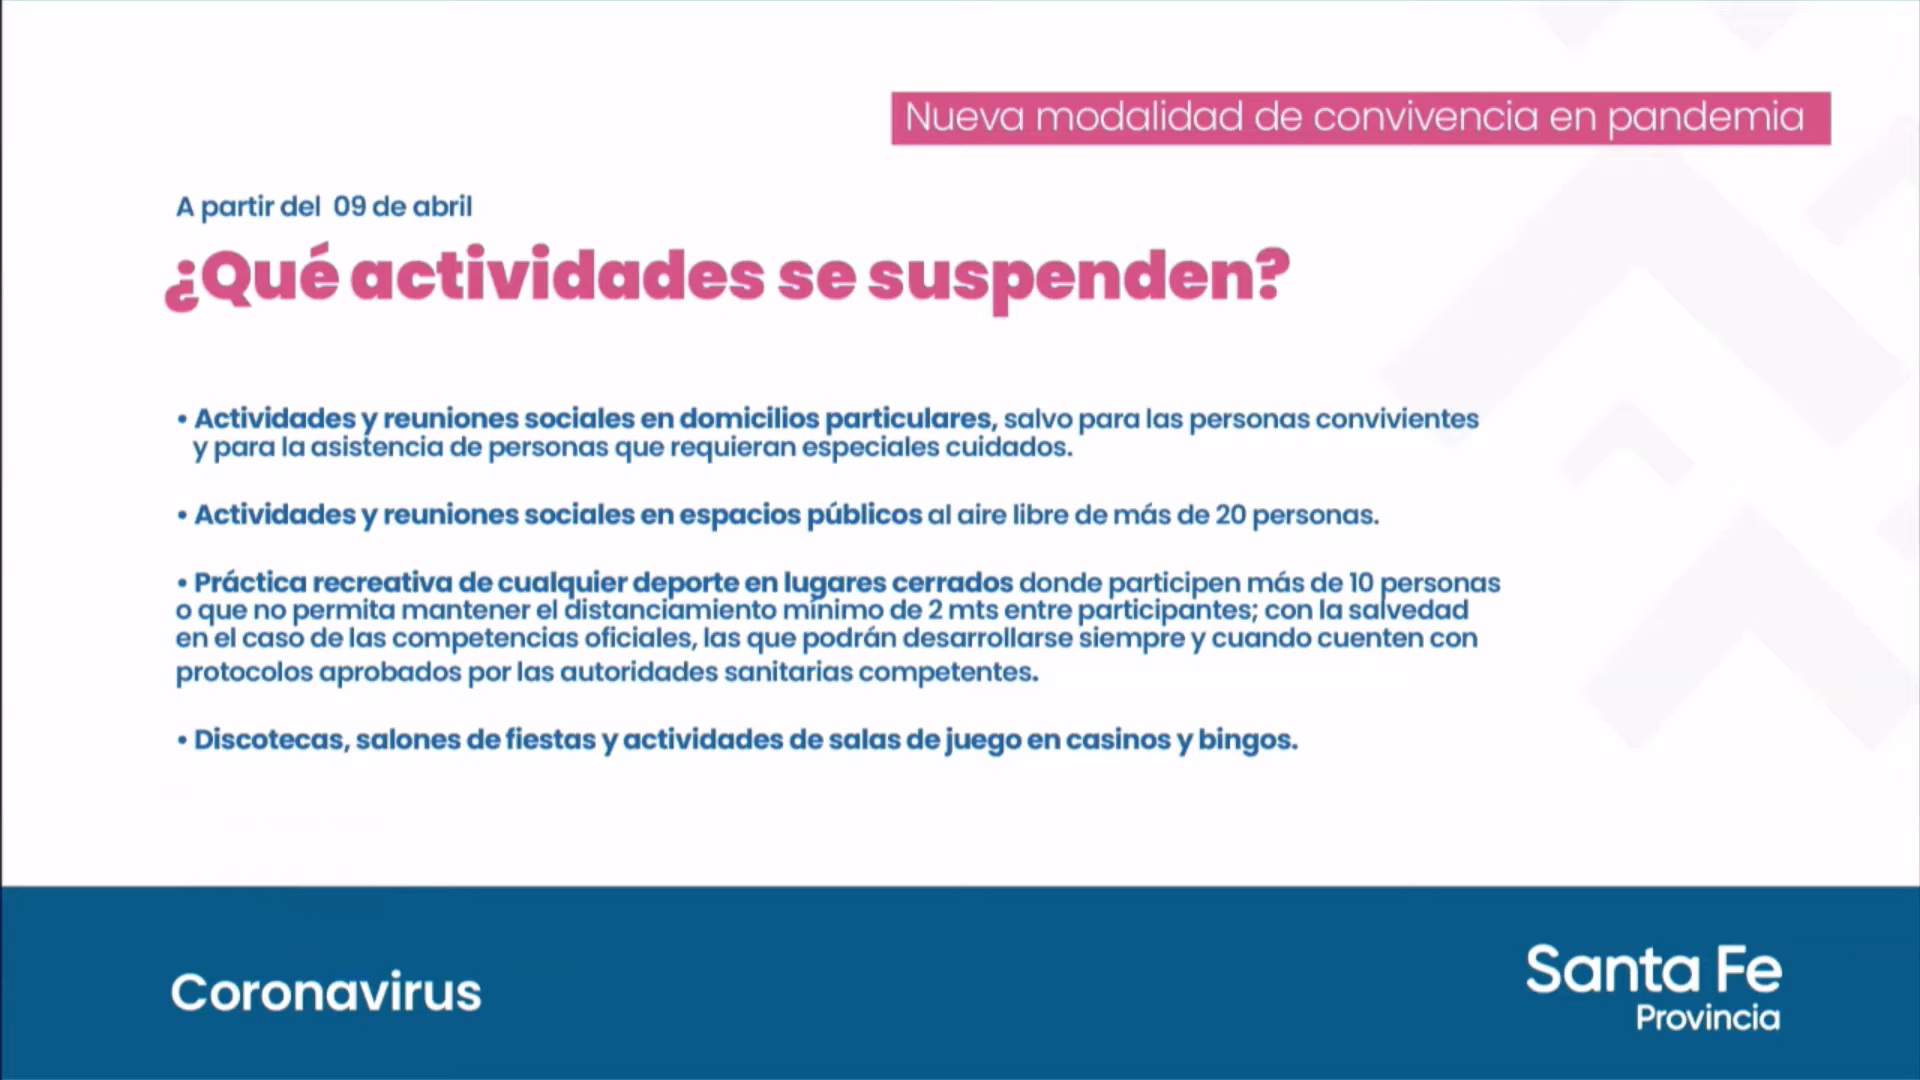 Nueva modalidad de convivencia en pandemia
A partir del 09 de abril
¿Qué actividades se suspenden?
• Actividades y reuniones sociales en domicilios particulares, salvo para las personas convivientes
y para la asistencia de personas que requieran especiales cuidados.
• Actividades y reuniones sociales en espacios públicos al aire libre de más de 20 personas.
• Práctica recreativa de cualquier deporte en lugares cerrados donde participen más de 10 personas
o que no permita mantener el distanciamiento mínimo de 2 mts entre participantes; con la salvedad
en el caso de las competencias oficiales, las que podrán desarrollarse siempre y cuando cuenten con
protocolos aprobados por las autoridades sanitarias competentes.
• Discotecas, salones de fiestas y actividades de salas de juego en casinos y bingos.
Coronavirus
Santa Fe
Provincia